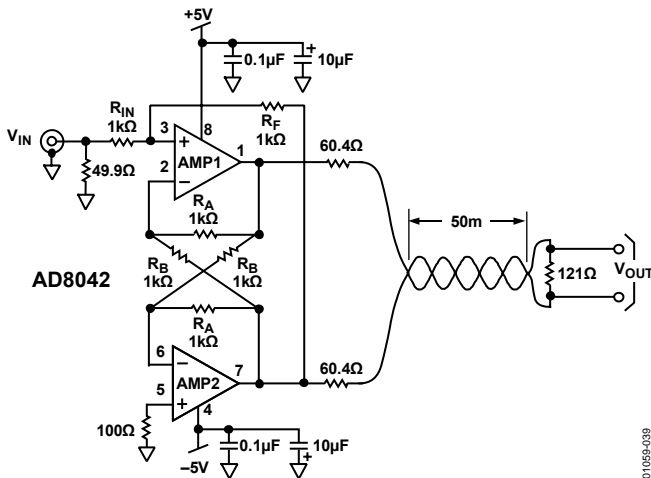 +5V
0.1µF
+
10µF
RIN
1kΩ
RF
1kΩ
VIN
3
+
8
1
60.4Ω
AMP1
2
–
49.9Ω
50m
RA
1kΩ
RB
1kΩ
RB
1kΩ
121Ω
VOUT
AD8042
RA
1kΩ
6
–
7
AMP2
60.4Ω
5
+
4
100Ω
0.1µF
10µF
+
–5V
01059-039